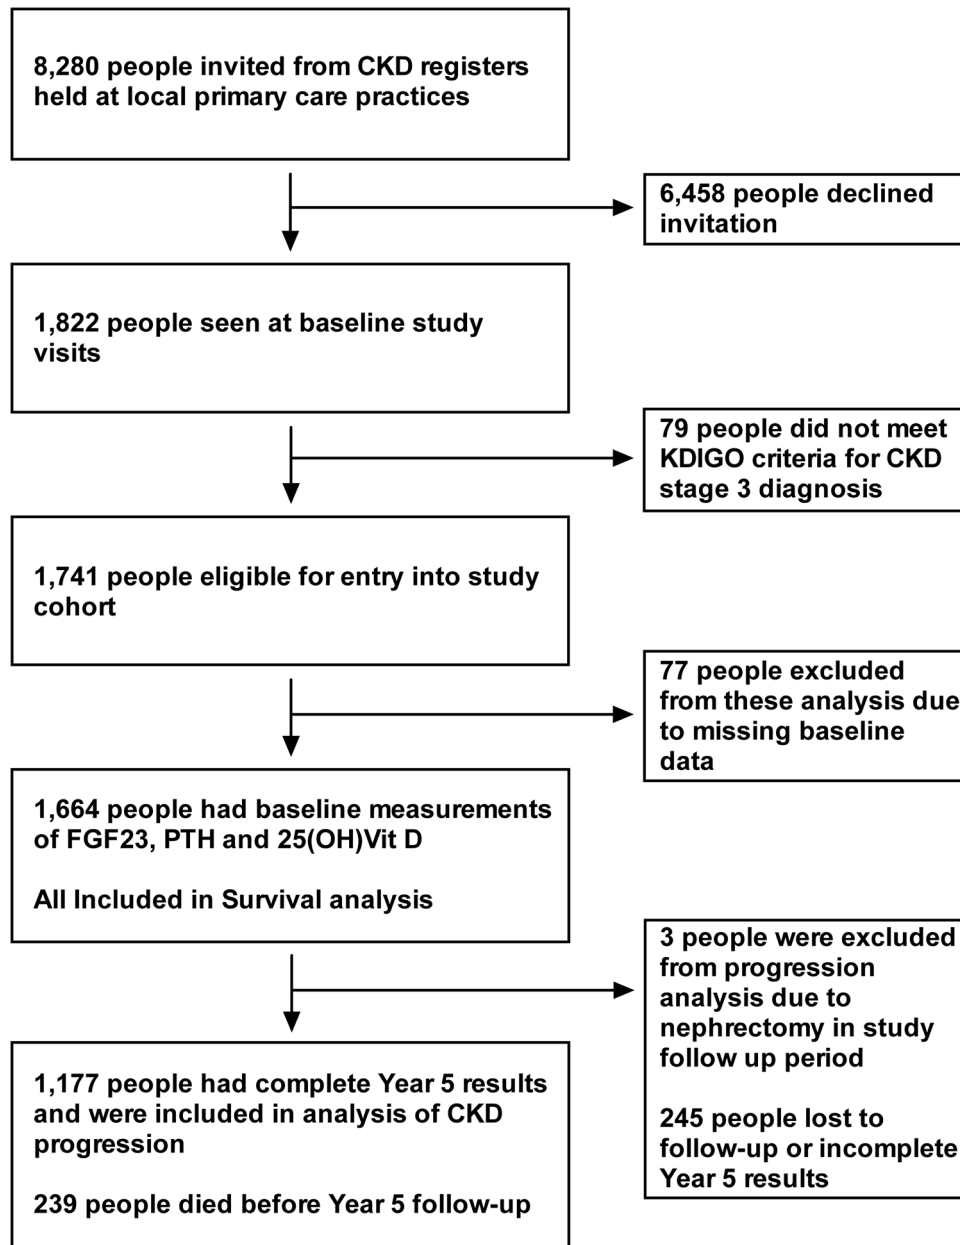 8,280 people invited from CKD registers
held at local primary care practices
6,458 people declined
invitation
1,822 people seen at baseline study
visits
79 people did not meet
KDIGO criteria for CKD
stage 3 diagnosis
1,741 people eligible for entry into study
cohort
77 people excluded
from these analysis due
to missing baseline
data
1,664 people had baseline measurements
of FGF23, PTH and 25(OH)Vit D
All Included in Survival analysis
3 people were excluded
from progression
analysis due to
nephrectomy in study
follow up period
245 people lost to
follow-up or incomplete
Year 5 results
1,177 people had complete Year 5 results
and were included in analysis of CKD
progression
239 people died before Year 5 follow-up